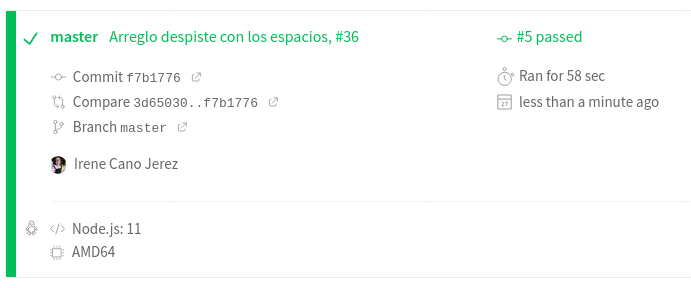 master Arreglo despiste con los espacios, #36
#5 passed
Commit f7b1776
Ran for 58 sec
Compare 3d65030..f7b1776
27
less than a minute ago
Branch master
Irene Cano Jerez
</> Node.js: 11
AMD64